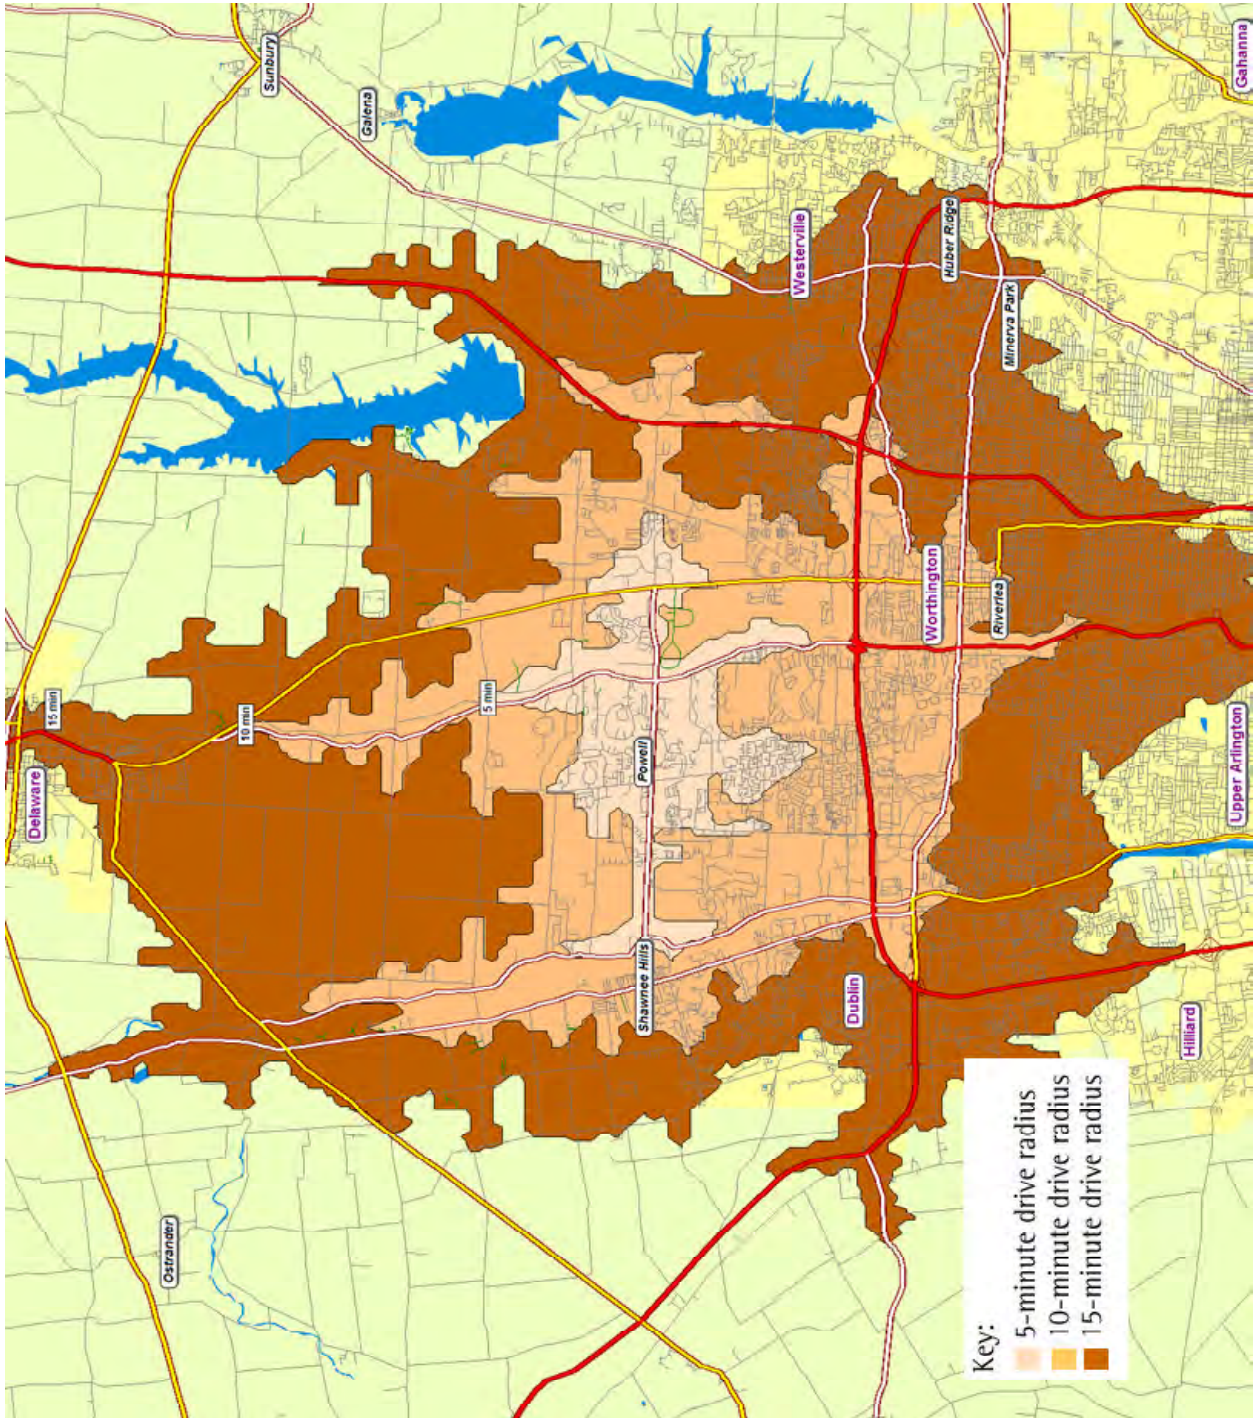 Delaware
15 min
Ostrander
10 min
Sunbury
Galena
5 min
Shawnee Hills
Powell
Westerville
Dublin
Worthington
Huber Ridge
Riverlea
Minerva Park
Key:
5-minute drive radius
10-minute drive radius
15-minute drive radius
Hilliard
Upper Arlington
Gahanna